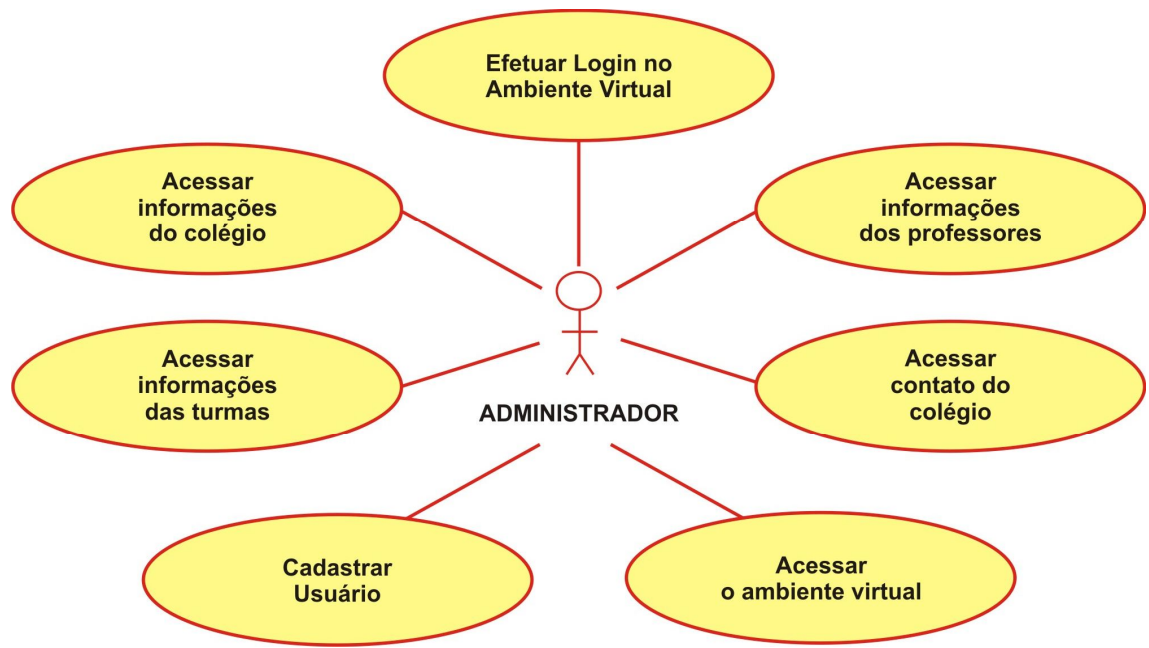 Efetuar Login no
Ambiente Virtual
Acessar
informações
do colégio
Acessar
informações
dos professores
Acessar
informações
das turmas
Acessar
contato do
colégio
ADMINISTRADOR
Cadastrar
Usuário
Acessar
o ambiente virtual